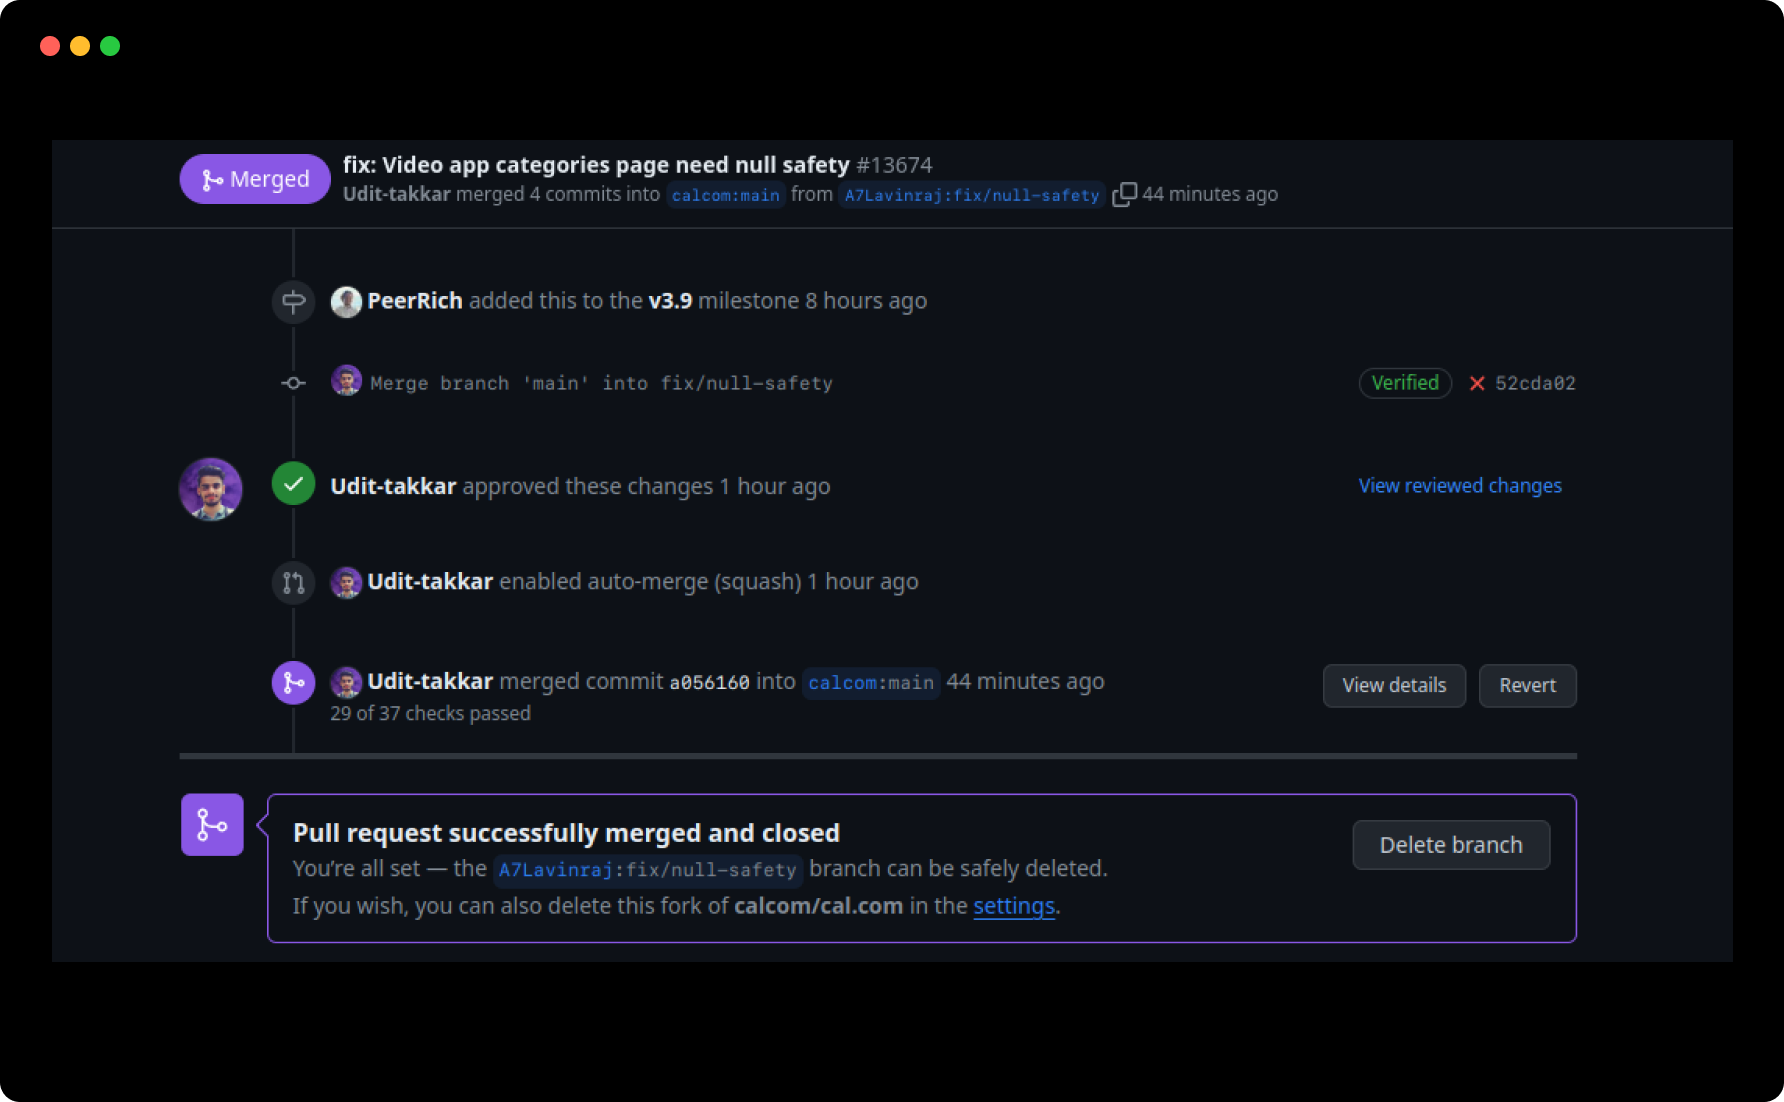 Merged
fix: Video app categories page need null safety #13674
Udit-takkar merged 4 commits into calcom:main from A7Lavinraj:fix/null-safety 44 minutes ago
PeerRich added this to the v3.9 milestone 8 hours ago
Merge branch 'main' into fix/null-safety Verified 52cda02
Udit-takkar approved these changes 1 hour ago View reviewed changes
Udit-takkar enabled auto-merge (squash) 1 hour ago
Udit-takkar merged commit a056160 into calcom:main 44 minutes ago View details Revert
29 of 37 checks passed
Pull request successfully merged and closed
Delete branch
You’re all set — the A7Lavinraj:fix/null-safety branch can be safely deleted.
If you wish, you can also delete this fork of calcom/cal.com in the settings.